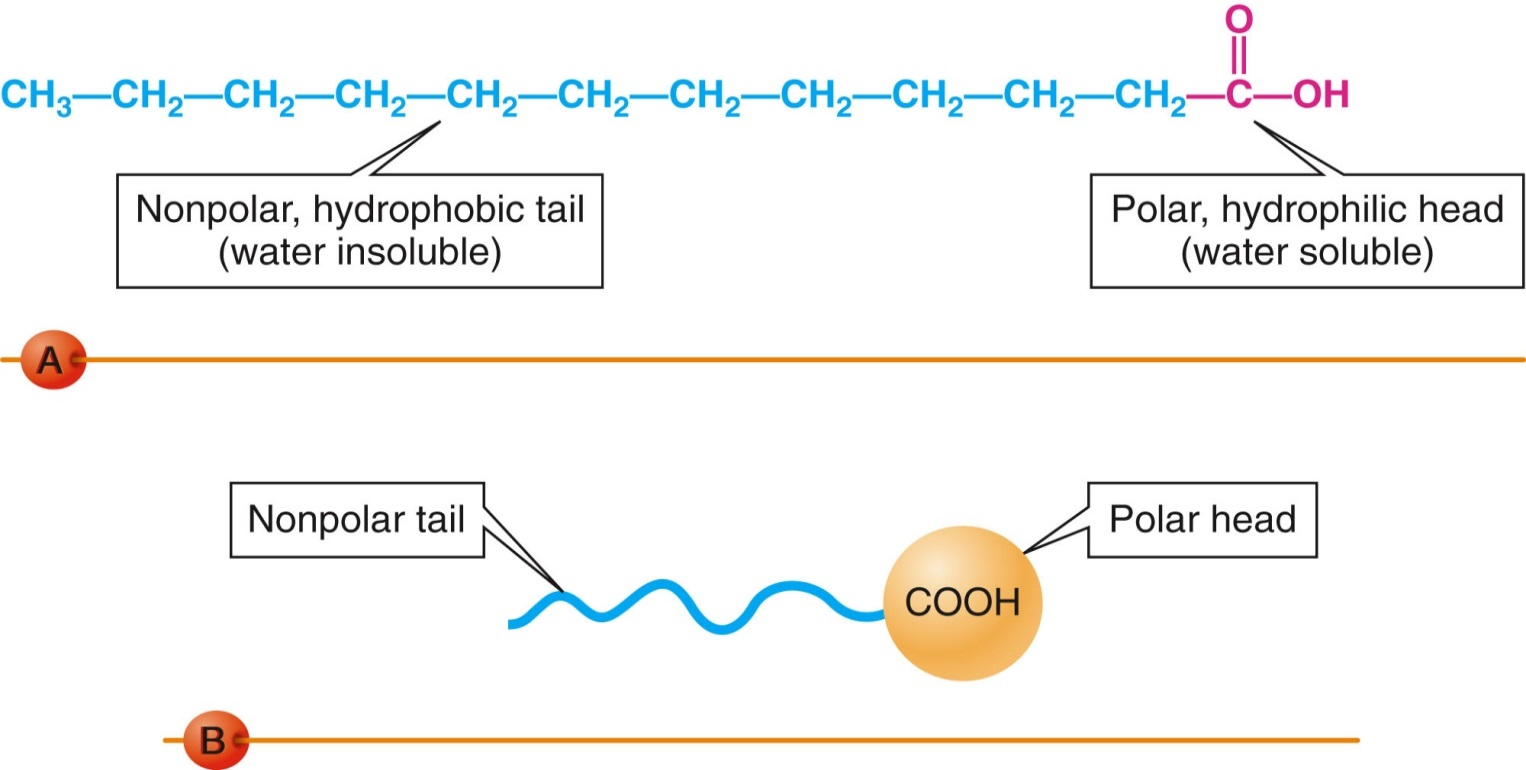 O
CH₃—CH₂—CH₂—CH₂—CH₂—CH₂—CH₂—CH₂—CH₂—CH₂—CH₂—C—OH
Nonpolar, hydrophobic tail
(water insoluble)
Polar, hydrophilic head
(water soluble)
A
Nonpolar tail
Polar head
COOH
B